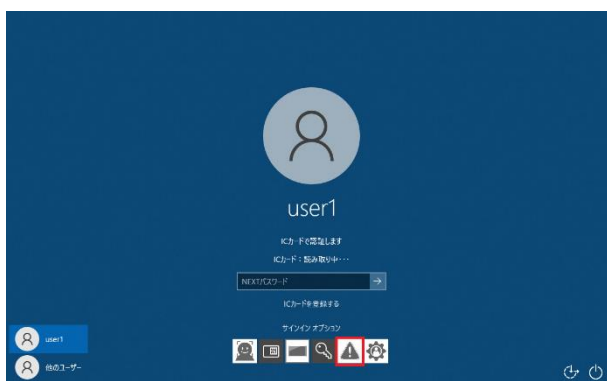 user1
ICカードで認証します
ICカード：読み取り中・・・
NEXTパスワード
ICカードを登録する
サインイン オプション
user1
他のユーザー